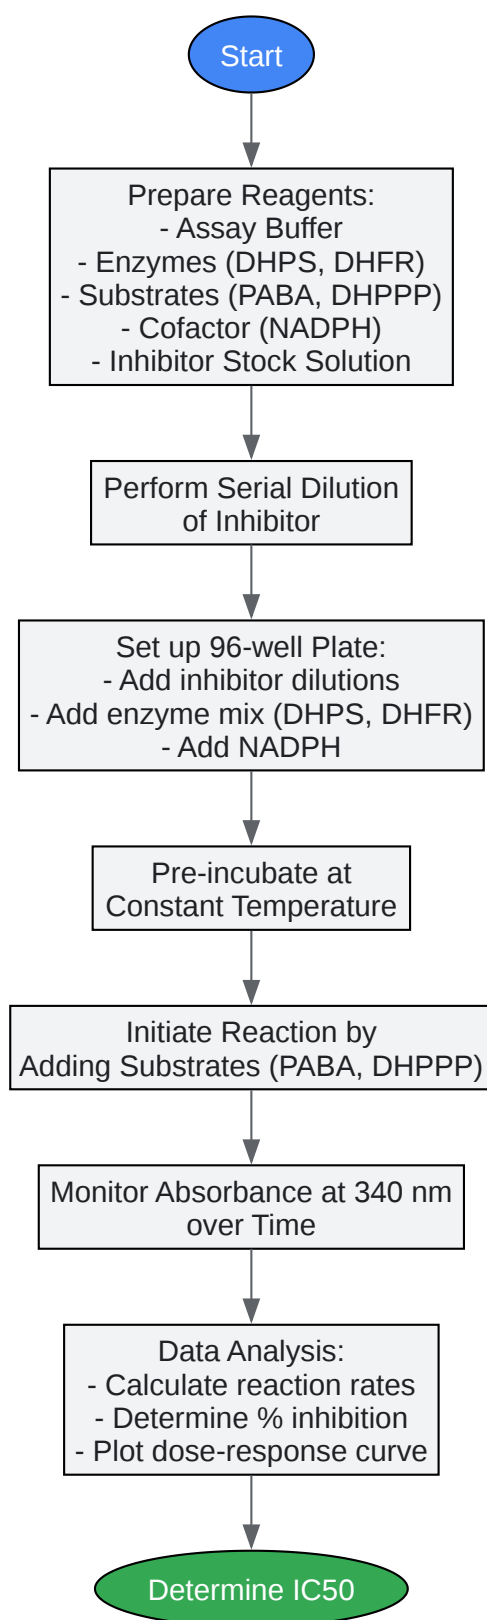 Start
Prepare Reagents:
- Assay Buffer
- Enzymes (DHPS, DHFR)
- Substrates (PABA, DHPPP)
- Cofactor (NADPH)
- Inhibitor Stock Solution
Perform Serial Dilution
of Inhibitor
Set up 96-well Plate:
- Add inhibitor dilutions
- Add enzyme mix (DHPS, DHFR)
- Add NADPH
Pre-incubate at
Constant Temperature
Initiate Reaction by
Adding Substrates (PABA, DHPPP)
Monitor Absorbance at 340 nm
over Time
Data Analysis:
- Calculate reaction rates
- Determine % inhibition
- Plot dose-response curve
Determine IC50